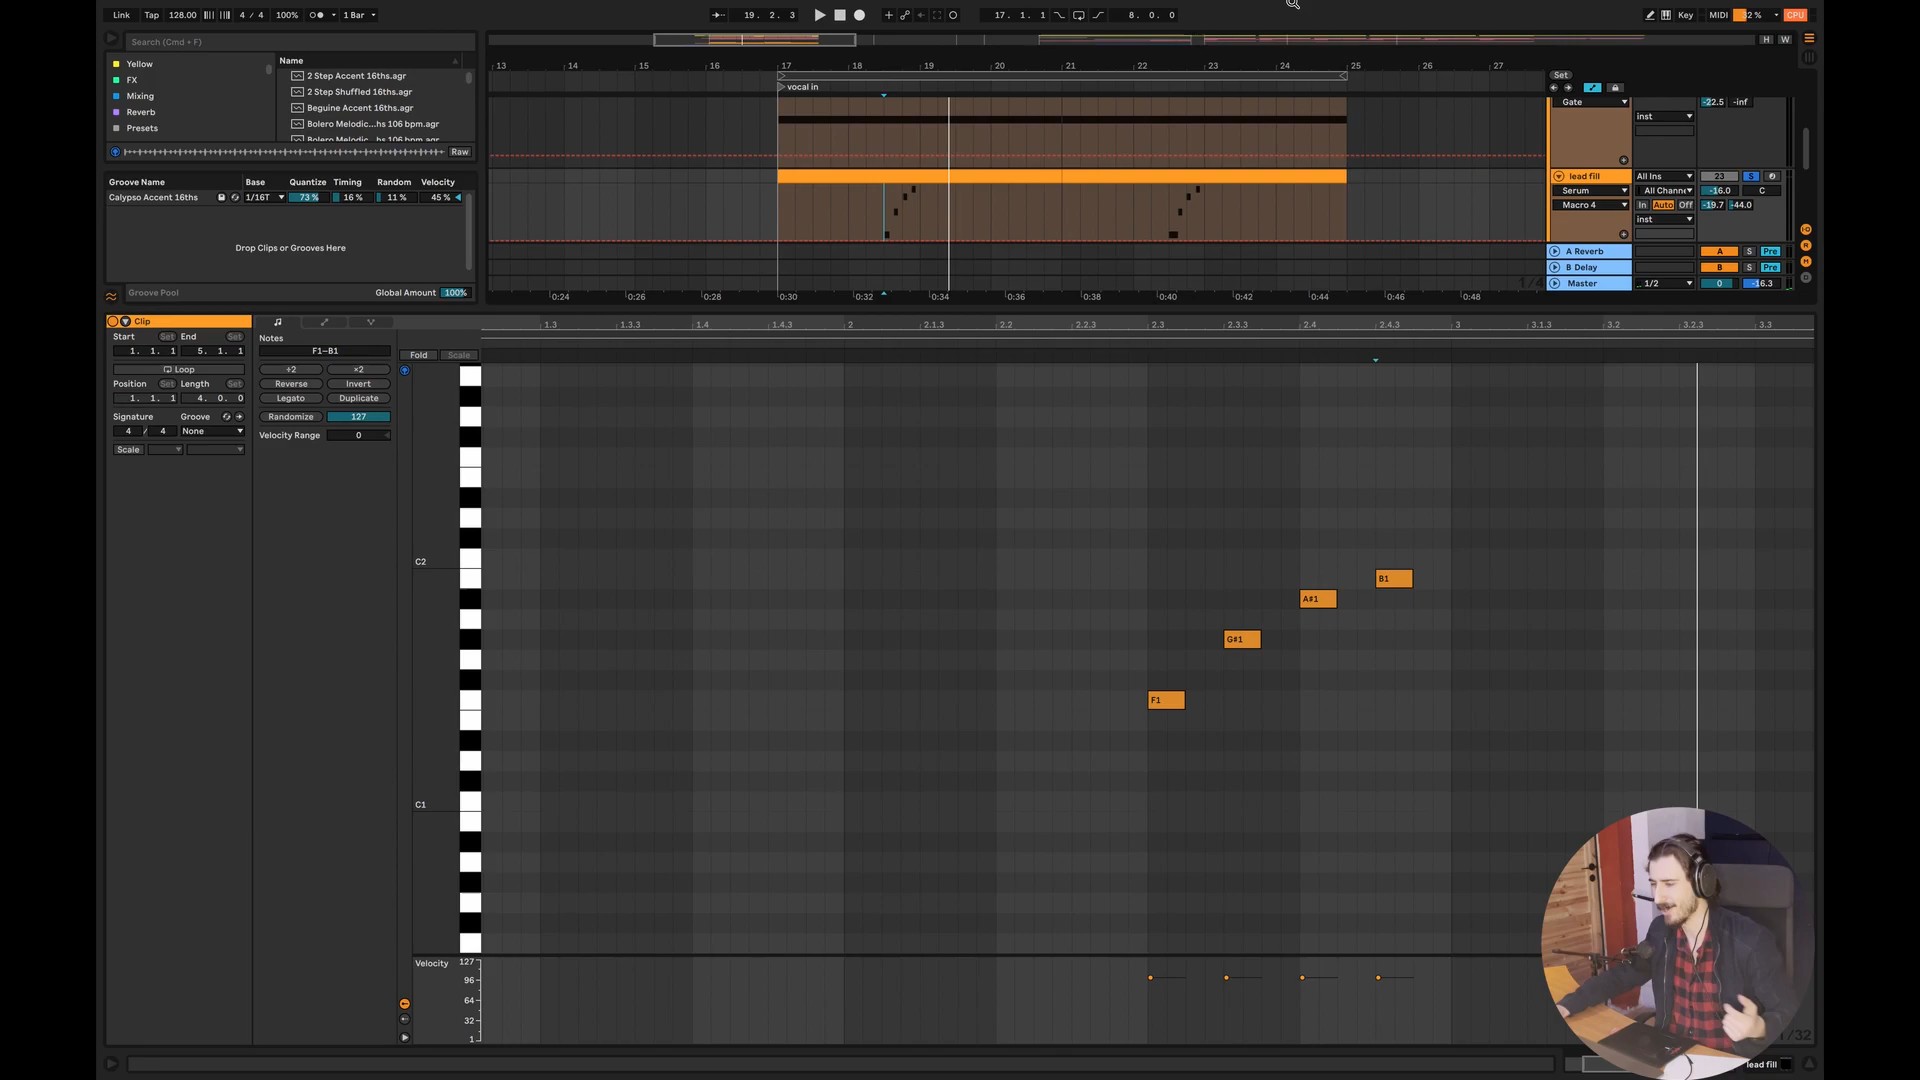 Link Tap 128.00 4 / 4 100% 1 Bar 19. 2. 3 17. 1. 1 8. 0. 0 Key MIDI 32 % CPU
Search (Cmd + F) H W
Yellow
FX
Mixing
Reverb
Presets
Name
2 Step Accent 16ths.agr
2 Step Shuffled 16ths.agr
Beguine Accent 16ths.agr
Bolero Melodic...hs 106 bpm.agr
Bolero Melodic...hs 106 bpm.agr
Raw
13 14 15 16 17 18 19 20 21 22 23 24 25 26 27
Set
vocal in
Gate -22.5 -inf
inst
Groove Name Base Quantize Timing Random Velocity
Calypso Accent 16ths 1/16T 73 % 16 % 11 % 45 %
Drop Clips or Grooves Here
Groove Pool Global Amount 100%
lead fill All Ins 23 S
Serum All Channe -16.0 C
Macro 4 In Auto Off -19.7 -44.0
inst
A Reverb A S Pre
B Delay B S Pre
Master 1/2 0 -16.3
0:24 0:26 0:28 0:30 0:32 0:34 0:36 0:38 0:40 0:42 0:44 0:46 0:48
Clip
Start Set End Set
1. 1. 1 5. 1. 1
Loop
Position Set Length Set
1. 1. 1 4. 0. 0
Signature Groove
4 / 4 None
Scale
Notes
F1–B1
÷2 ×2
Reverse Invert
Legato Duplicate
Randomize 127
Velocity Range 0
Fold Scale
1.3 1.3.3 1.4 1.4.3 2 2.1.3 2.2 2.2.3 2.3 2.3.3 2.4 2.4.3 3 3.1.3 3.2 3.2.3 3.3
C2
B1
A#1
G#1
F1
C1
Velocity 127
96
64
32
1
lead fill